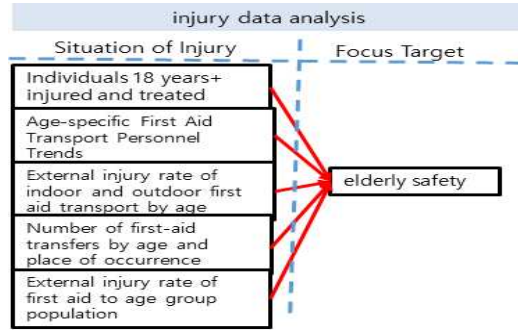 injury data analysis
Situation of Injury
Focus Target
Individuals 18 years+
injured and treated
Age-specific First Aid
Transport Personnel
Trends
External injury rate of
indoor and outdoor first
aid transport by age
Number of first-aid
transfers by age and
place of occurrence
External injury rate of
first aid to age group
population
elderly safety